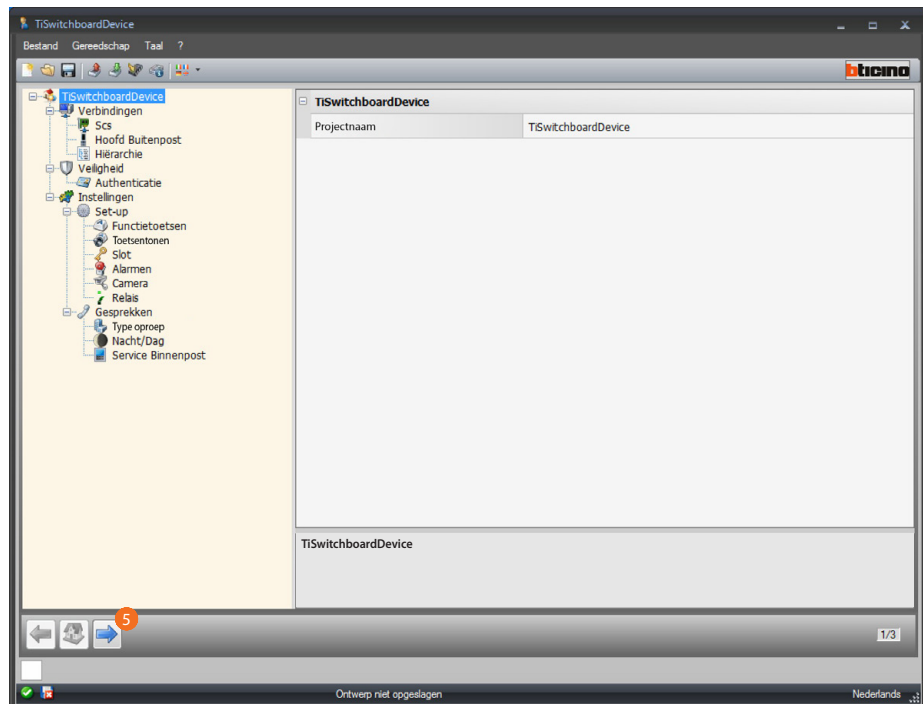 TiSwitchboardDevice
Bestand Gereedschap Taal ?
bticino
TiSwitchboardDevice
Verbindingen
Scs
Hoofd Buitenpost
Hiërarchie
Veiligheid
Authenticatie
Instellingen
Set-up
Functietoetsen
Toetsentonen
Slot
Alarmen
Camera
Relais
Gesprekken
Type oproep
Nacht/Dag
Service Binnenpost
TiSwitchboardDevice
Projectnaam TiSwitchboardDevice
TiSwitchboardDevice
5
1/3
Ontwerp niet opgeslagen Nederlands